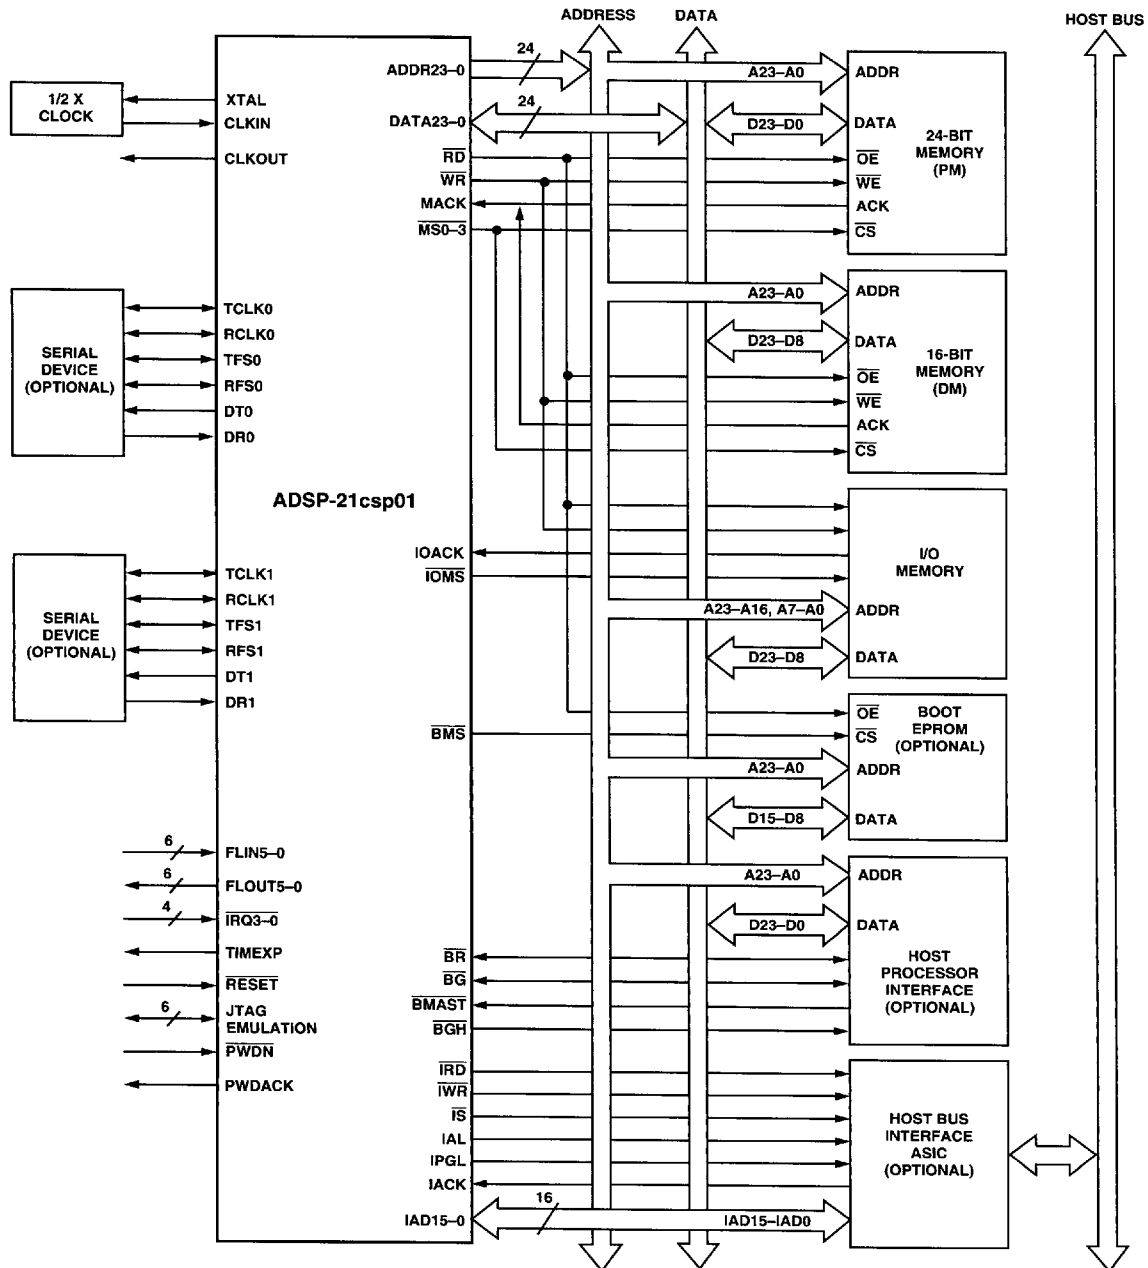 ADDRESS
DATA
HOST BUS
1/2 X
CLOCK
XTAL
CLKIN
CLKOUT
SERIAL
DEVICE
(OPTIONAL)
TCLK0
RCLK0
TFS0
RFS0
DT0
DR0
ADSP-21csp01
SERIAL
DEVICE
(OPTIONAL)
TCLK1
RCLK1
TFS1
RFS1
DT1
DR1
6
FLIN5–0
6
FLOUT5–0
4
IRQ3–0
TIMEXP
RESET
6
JTAG
EMULATION
PWDN
PWDACK
ADDR23–0
24
DATA23–0
24
RD
WR
MACK
MS0–3
IOACK
IOMS
BMS
BR
BG
BMAST
BGH
IRD
IWR
IS
IAL
IPGL
IACK
IAD15–0
16
IAD15–IAD0
A23–A0
ADDR
D23–D0
DATA
OE
WE
ACK
CS
24-BIT
MEMORY
(PM)
A23–A0
ADDR
D23–D8
DATA
OE
WE
ACK
CS
16-BIT
MEMORY
(DM)
I/O
MEMORY
A23–A16, A7–A0
ADDR
D23–D8
DATA
OE
CS
BOOT
EPROM
(OPTIONAL)
A23–A0
ADDR
D15–D8
DATA
A23–A0
ADDR
D23–D0
DATA
HOST
PROCESSOR
INTERFACE
(OPTIONAL)
HOST BUS
INTERFACE
ASIC
(OPTIONAL)